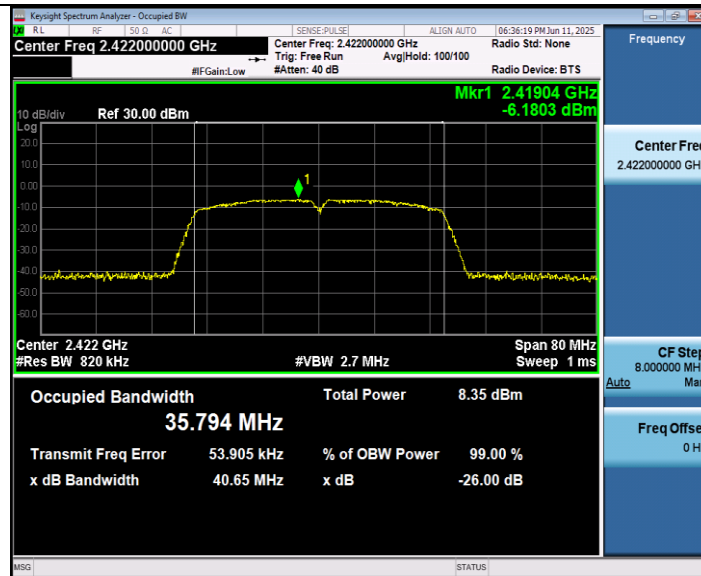 Keysight Spectrum Analyzer - Occupied BW
RL RF 50 Ω AC SENSE:PULSE ALIGN AUTO 06:36:19 PM Jun 11, 2025
Center Freq 2.422000000 GHz
Center Freq: 2.422000000 GHz Radio Std: None
Trig: Free Run Avg|Hold: 100/100
#IFGain:Low #Atten: 40 dB Radio Device: BTS
Frequency
Mkr1 2.41904 GHz
-6.1803 dBm
10 dB/div Ref 30.00 dBm
Log
20.0
10.0
0.00
-10.0
-20.0
-30.0
-40.0
-50.0
-60.0
1
Center 2.422 GHz Span 80 MHz
#Res BW 820 kHz #VBW 2.7 MHz Sweep 1 ms
Occupied Bandwidth Total Power 8.35 dBm
35.794 MHz
Transmit Freq Error 53.905 kHz % of OBW Power 99.00 %
x dB Bandwidth 40.65 MHz x dB -26.00 dB
Center Fre
2.422000000 GH
CF Step
8.000000 MH
Auto Ma
Freq Offse
0 H
MSG STATUS